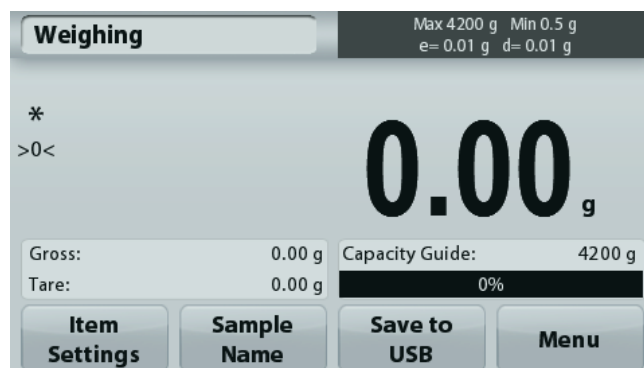 Weighing
Max 4200 g Min 0.5 g
e= 0.01 g d= 0.01 g
*
>0<
0.00 g
Gross: 0.00 g
Tare: 0.00 g
Capacity Guide: 4200 g
0%
Item
Settings
Sample
Name
Save to
USB
Menu